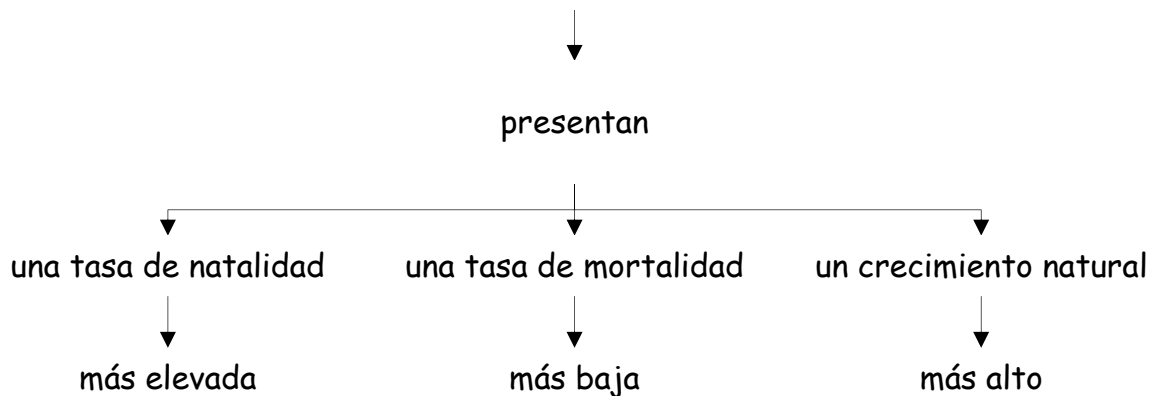 presentan
una tasa de natalidad una tasa de mortalidad un crecimiento natural
más elevada más baja más alto